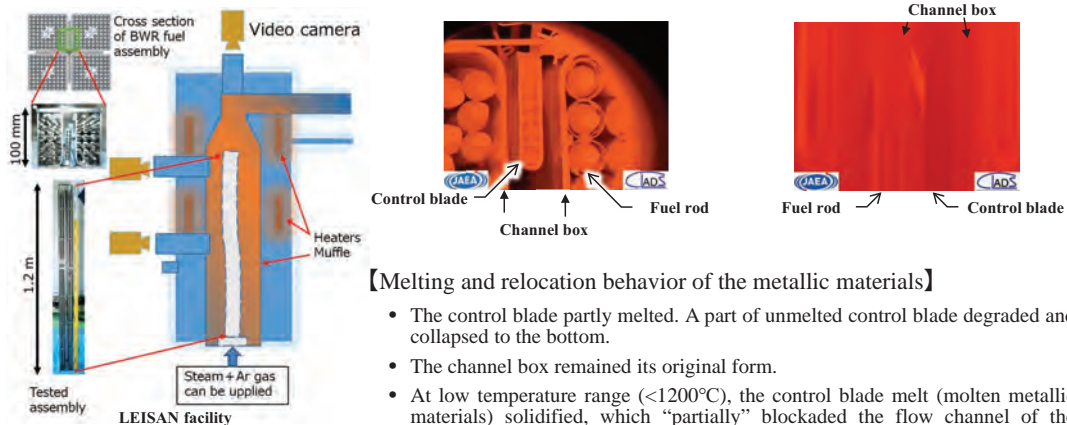 Cross section
of BWR fuel
assembly
Video camera
100 mm
1.2 m
Heaters
Muffle
Steam+Ar gas
can be applied
Tested
assembly
LEISAN facility
JAEA
CLADS
Control blade
Fuel rod
Channel box
Channel box
JAEA
CLADS
Fuel rod
Control blade
【Melting and relocation behavior of the metallic materials】
• The control blade partly melted. A part of unmelted control blade degraded and
collapsed to the bottom.
• The channel box remained its original form.
• At low temperature range (<1200°C), the control blade melt (molten metallic
materials) solidified, which “partially” blockaded the flow channel of the